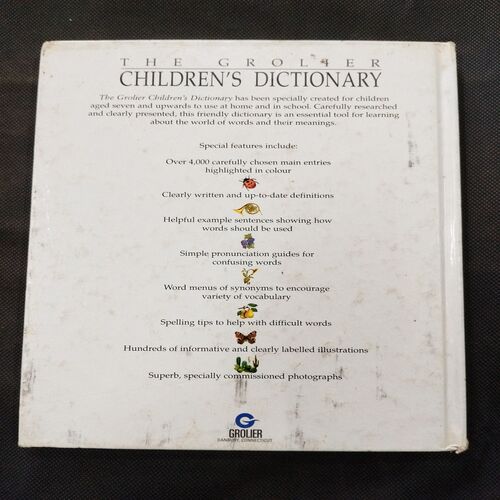 THE GROLIER
CHILDREN'S DICTIONARY
The Grolier Children's Dictionary has been specially created for children
aged seven and upwards to use at home and in school. Carefully researched
and clearly presented, this friendly dictionary is an essential tool for learning
about the world of words and their meanings.
Special features include:
Over 4,000 carefully chosen main entries
highlighted in colour
Clearly written and up-to-date definitions
Helpful example sentences showing how
words should be used
Simple pronunciation guides for
confusing words
Word menus of synonyms to encourage
variety of vocabulary
Spelling tips to help with difficult words
Hundreds of informative and clearly labelled illustrations
Superb, specially commissioned photographs
GROLIER
DANBURY, CONNECTICUT